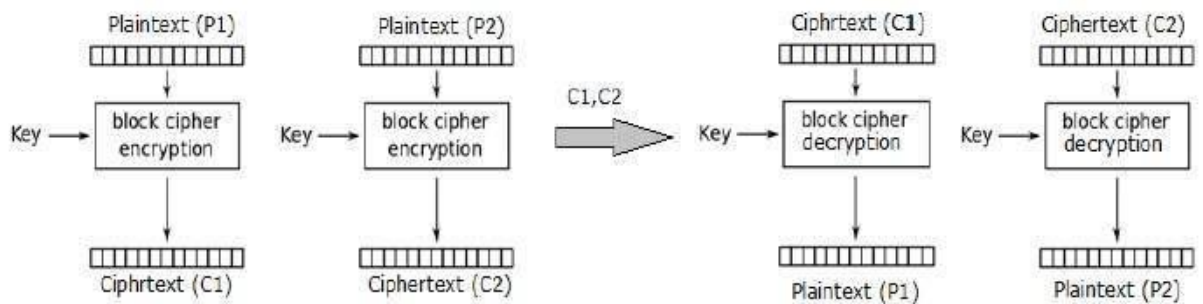 Plaintext (P1)
Plaintext (P2)
Ciphrtext (C1)
Ciphertext (C2)
C1,C2
Key
block cipher
encryption
Key
block cipher
encryption
Key
block cipher
decryption
Key
block cipher
decryption
Ciphrtext (C1)
Ciphertext (C2)
Plaintext (P1)
Plaintext (P2)